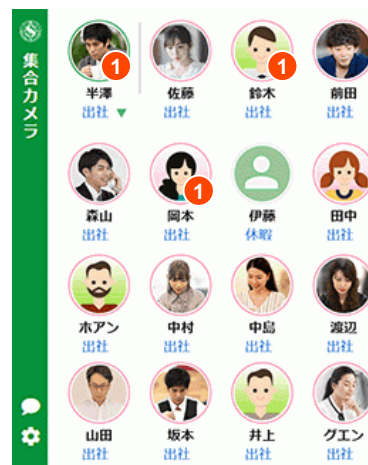 集合カメラ
1
半澤
出社 ▼
佐藤
出社
1
鈴木
出社
前田
出社
森山
出社
1
岡本
出社
伊藤
休暇
田中
出社
ホアン
出社
中村
出社
中島
出社
渡辺
出社
山田
出社
坂本
出社
井上
出社
グエン
出社